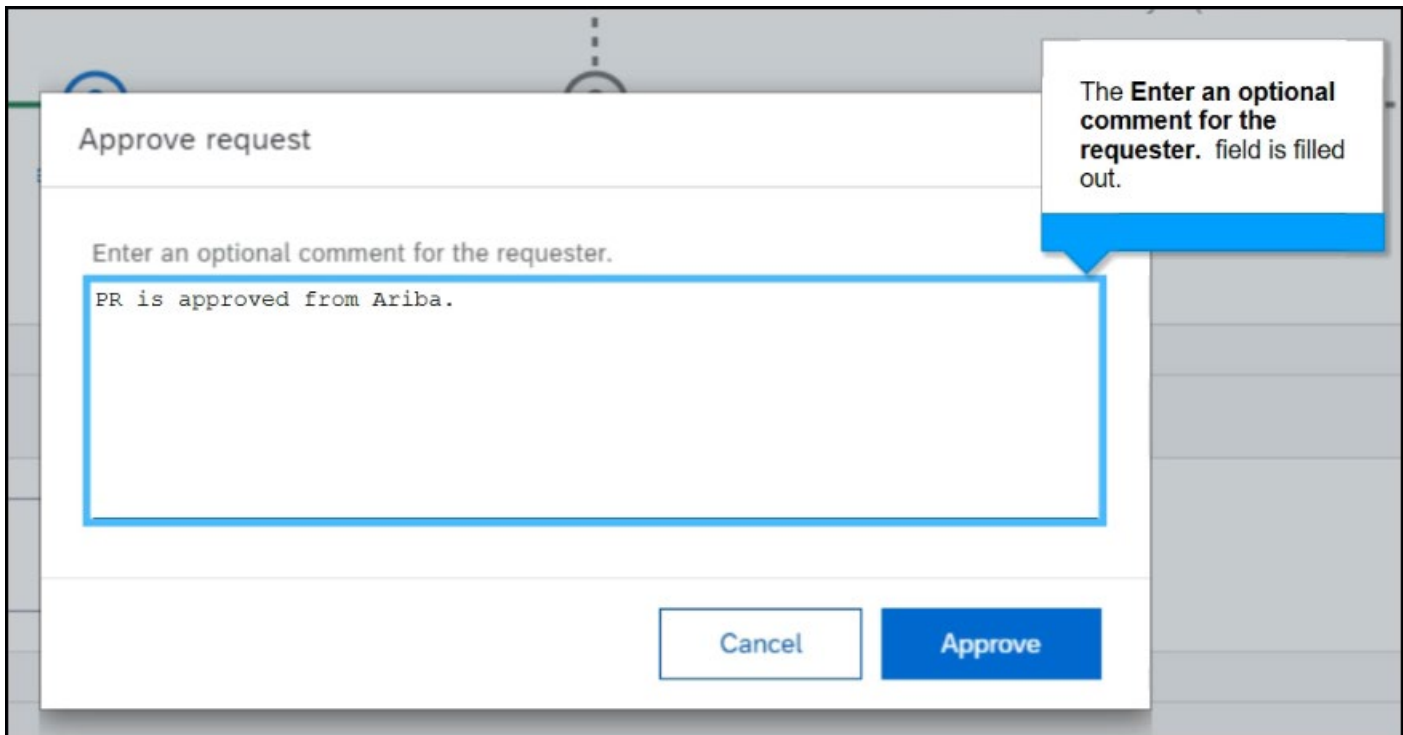 Approve request
The Enter an optional
comment for the
requester. field is filled
out.
Enter an optional comment for the requester.
PR is approved from Ariba.
Cancel
Approve